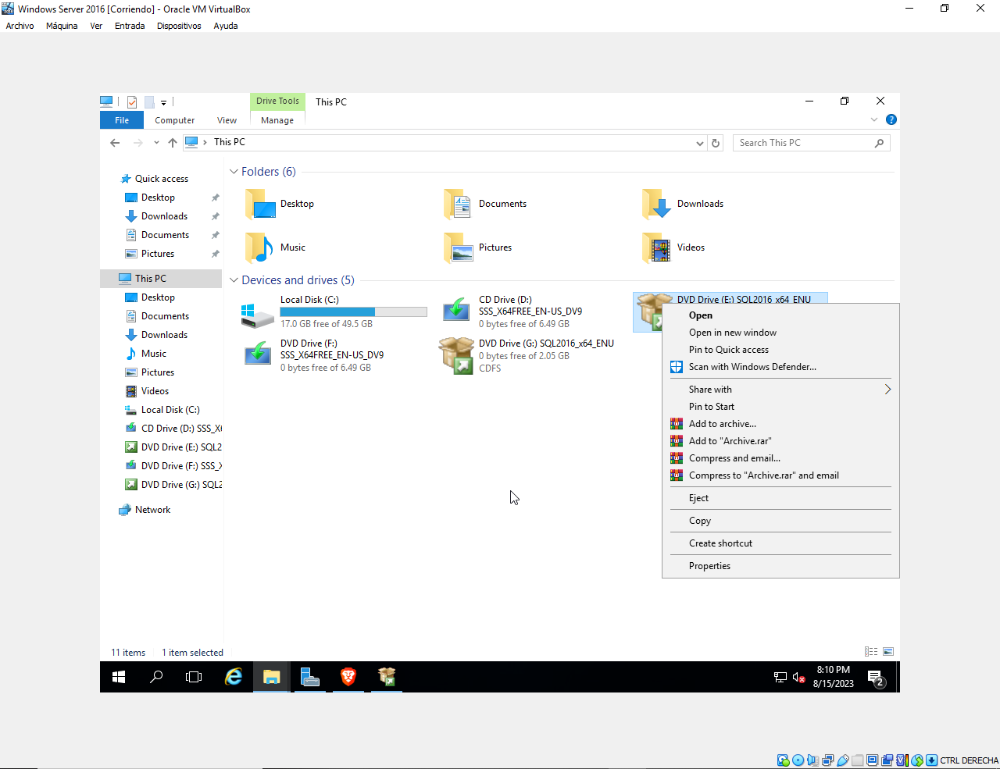 Windows Server 2016 [Corriendo] - Oracle VM VirtualBox
Archivo Máquina Ver Entrada Dispositivos Ayuda
Drive Tools This PC
File Computer View Manage
This PC
Search This PC
Quick access
Desktop
Downloads
Documents
Pictures
This PC
Desktop
Documents
Downloads
Music
Pictures
Videos
Local Disk (C:)
CD Drive (D:) SSS_X
DVD Drive (E:) SQL2
DVD Drive (F:) SSS_
DVD Drive (G:) SQL
Network
Folders (6)
Desktop
Documents
Downloads
Music
Pictures
Videos
Devices and drives (5)
Local Disk (C:)
17.0 GB free of 49.5 GB
CD Drive (D:)
SSS_X64FREE_EN-US_DV9
0 bytes free of 6.49 GB
DVD Drive (E:) SQL2016_x64_ENU
DVD Drive (F:)
SSS_X64FREE_EN-US_DV9
0 bytes free of 6.49 GB
DVD Drive (G:) SQL2016_x64_ENU
0 bytes free of 2.05 GB
CDFS
Open
Open in new window
Pin to Quick access
Scan with Windows Defender...
Share with
Pin to Start
Add to archive...
Add to "Archive.rar"
Compress and email...
Compress to "Archive.rar" and email
Eject
Copy
Create shortcut
Properties
11 items 1 item selected
8:10 PM
8/15/2023
2
CTRL DERECHA